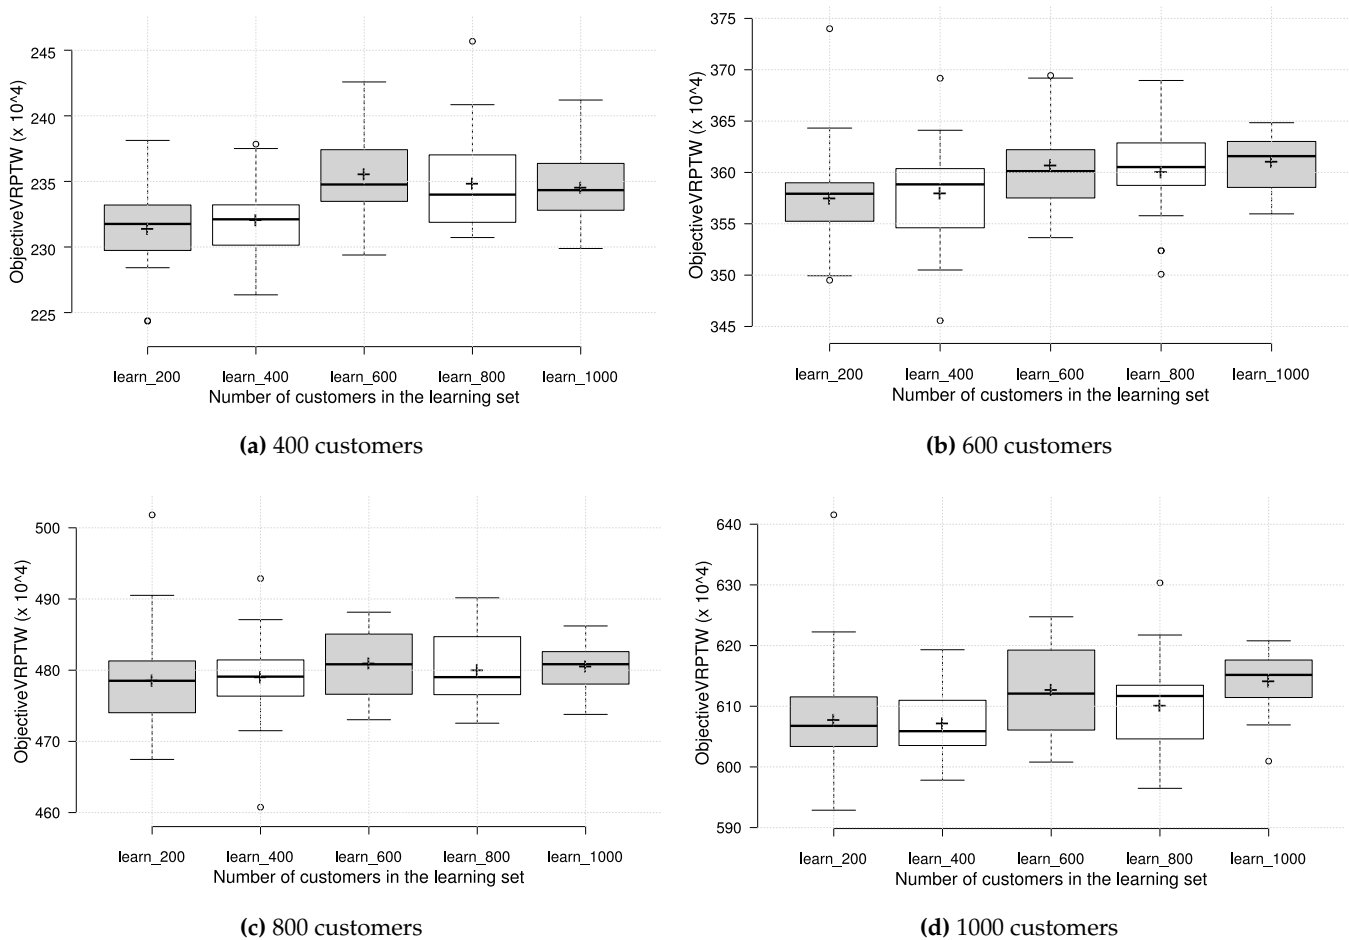 ObjectiveVRPTW (x 10^4)
245
240
235
230
225
learn_200 learn_400 learn_600 learn_800 learn_1000
Number of customers in the learning set
(a) 400 customers
ObjectiveVRPTW (x 10^4)
375
370
365
360
355
350
345
learn_200 learn_400 learn_600 learn_800 learn_1000
Number of customers in the learning set
(b) 600 customers
ObjectiveVRPTW (x 10^4)
500
490
480
470
460
learn_200 learn_400 learn_600 learn_800 learn_1000
Number of customers in the learning set
(c) 800 customers
ObjectiveVRPTW (x 10^4)
640
630
620
610
600
590
learn_200 learn_400 learn_600 learn_800 learn_1000
Number of customers in the learning set
(d) 1000 customers